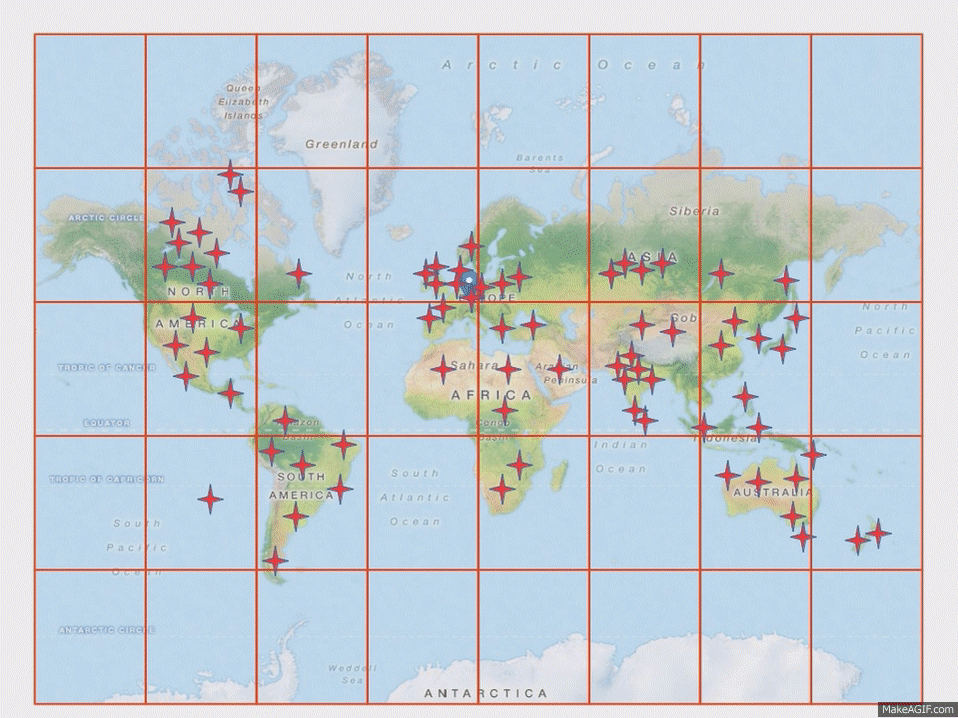 Arctic Ocean
Queen
Elizabeth
Islands
Greenland
Barents
Sea
Siberia
ARCTIC CIRCLE
ASIA
North
Atlantic
Ocean
NORTH
AMERICA
EUROPE
Gob
North
Pacific
Ocean
TROPIC OF CANCER
Sahara
Arabian
Peninsula
AFRICA
EQUATOR
Amazon
Basin
Congo
Basin
Indian
Ocean
Indonesia
TROPIC OF CAPRICORN
SOUTH
AMERICA
South
Atlantic
Ocean
AUSTRALIA
South
Pacific
Ocean
ANTARCTIC CIRCLE
Weddell
Sea
ANTARCTICA
MakeAGIF.com